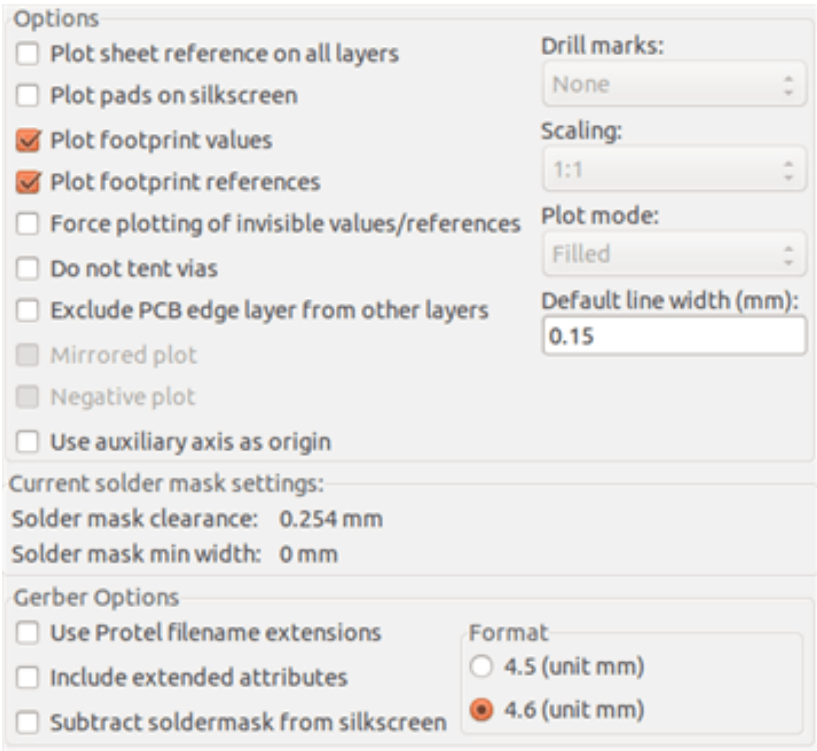 Options
Plot sheet reference on all layers
Plot pads on silkscreen
Plot footprint values
Plot footprint references
Force plotting of invisible values/references
Do not tent vias
Exclude PCB edge layer from other layers
Mirrored plot
Negative plot
Use auxiliary axis as origin
Drill marks:
None
Scaling:
1:1
Plot mode:
Filled
Default line width (mm):
0.15
Current solder mask settings:
Solder mask clearance: 0.254 mm
Solder mask min width: 0 mm
Gerber Options
Use Protel filename extensions
Include extended attributes
Subtract soldermask from silkscreen
Format
4.5 (unit mm)
4.6 (unit mm)